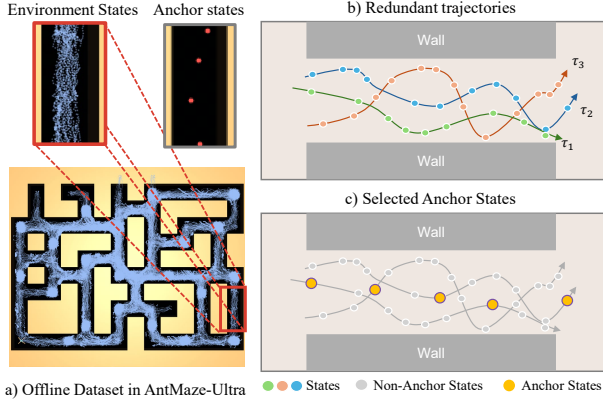 Environment States
Anchor states
a) Offline Dataset in AntMaze-Ultra
b) Redundant trajectories
Wall
τ3
τ2
τ1
Wall
c) Selected Anchor States
Wall
Wall
States
Non-Anchor States
Anchor States